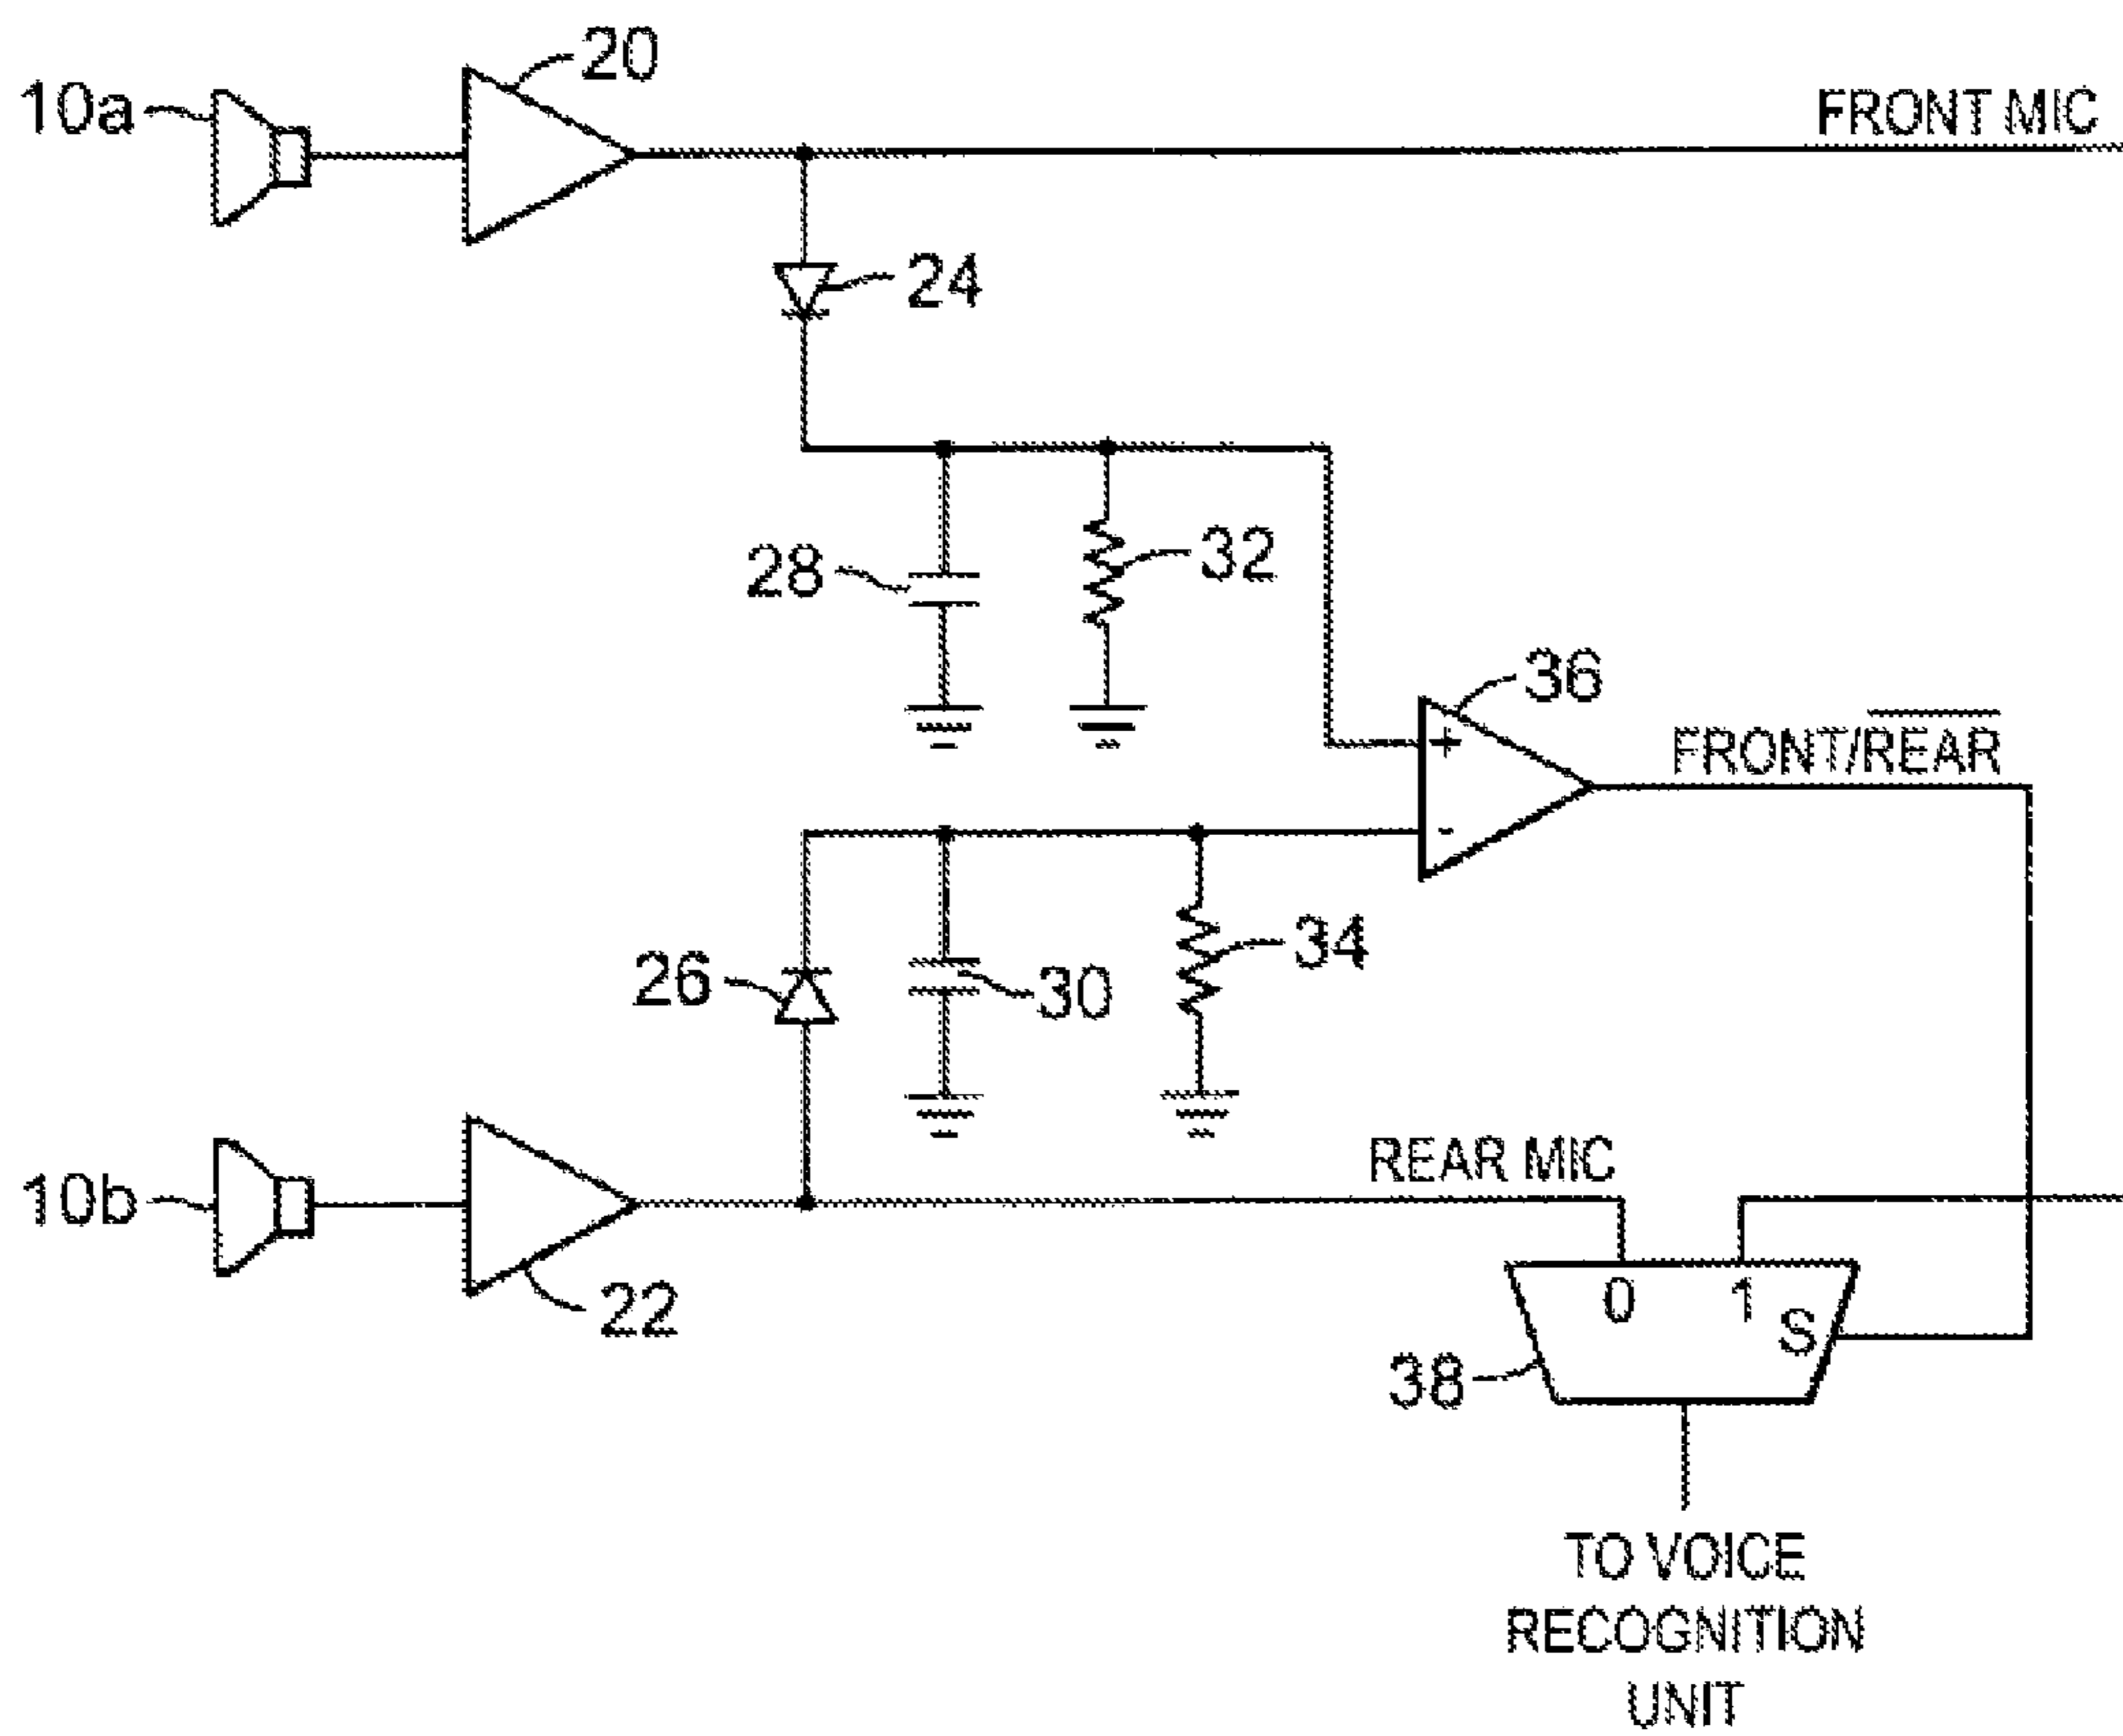 20
10a
FRONT MIC
24
28
32
36
+
FRONT/REAR
-
26
30
34
REAR MIC
10b
22
0 1
S
38
TO VOICE
RECOGNITION
UNIT